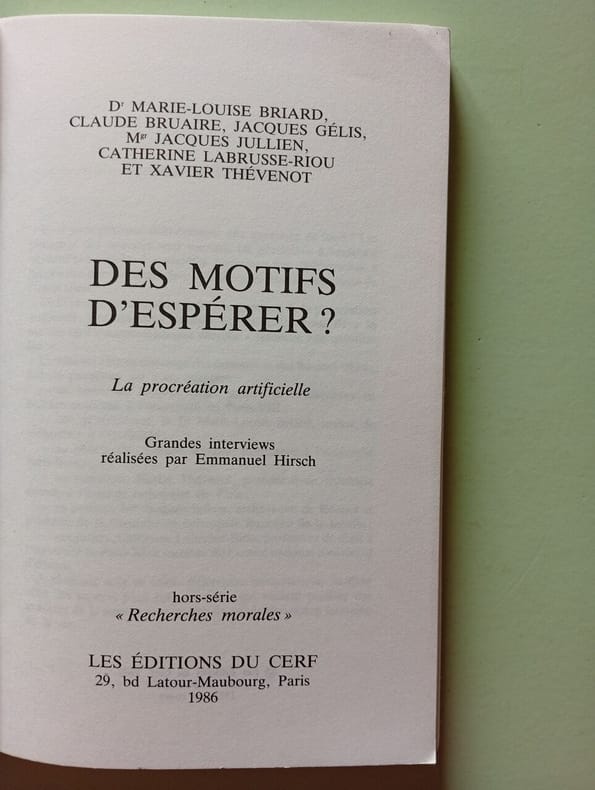 Dr MARIE-LOUISE BRIARD,
CLAUDE BRUAIRE, JACQUES GÉLIS,
Mgr JACQUES JULLIEN,
CATHERINE LABRUSSE-RIOU
ET XAVIER THÉVENOT
DES MOTIFS
D'ESPÉRER ?
La procréation artificielle
Grandes interviews
réalisées par Emmanuel Hirsch
hors-série
« Recherches morales »
LES ÉDITIONS DU CERF
29, bd Latour-Maubourg, Paris
1986